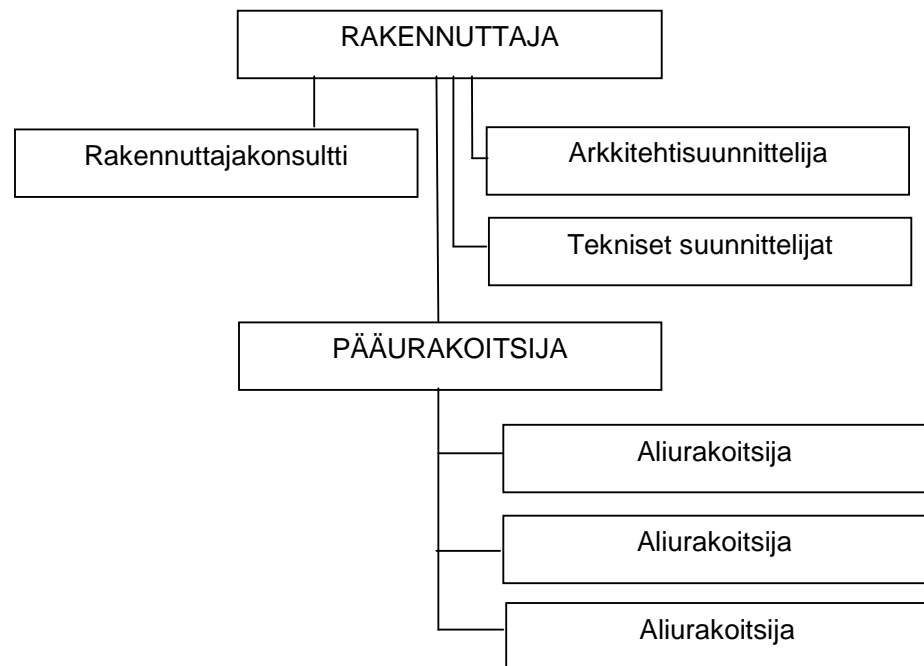 RAKENNUTTAJA
Rakennuttajakonsultti
Arkkitehtisuunnittelija
Tekniset suunnittelijat
PÄÄURAKOITSIJA
Aliurakoitsija
Aliurakoitsija
Aliurakoitsija